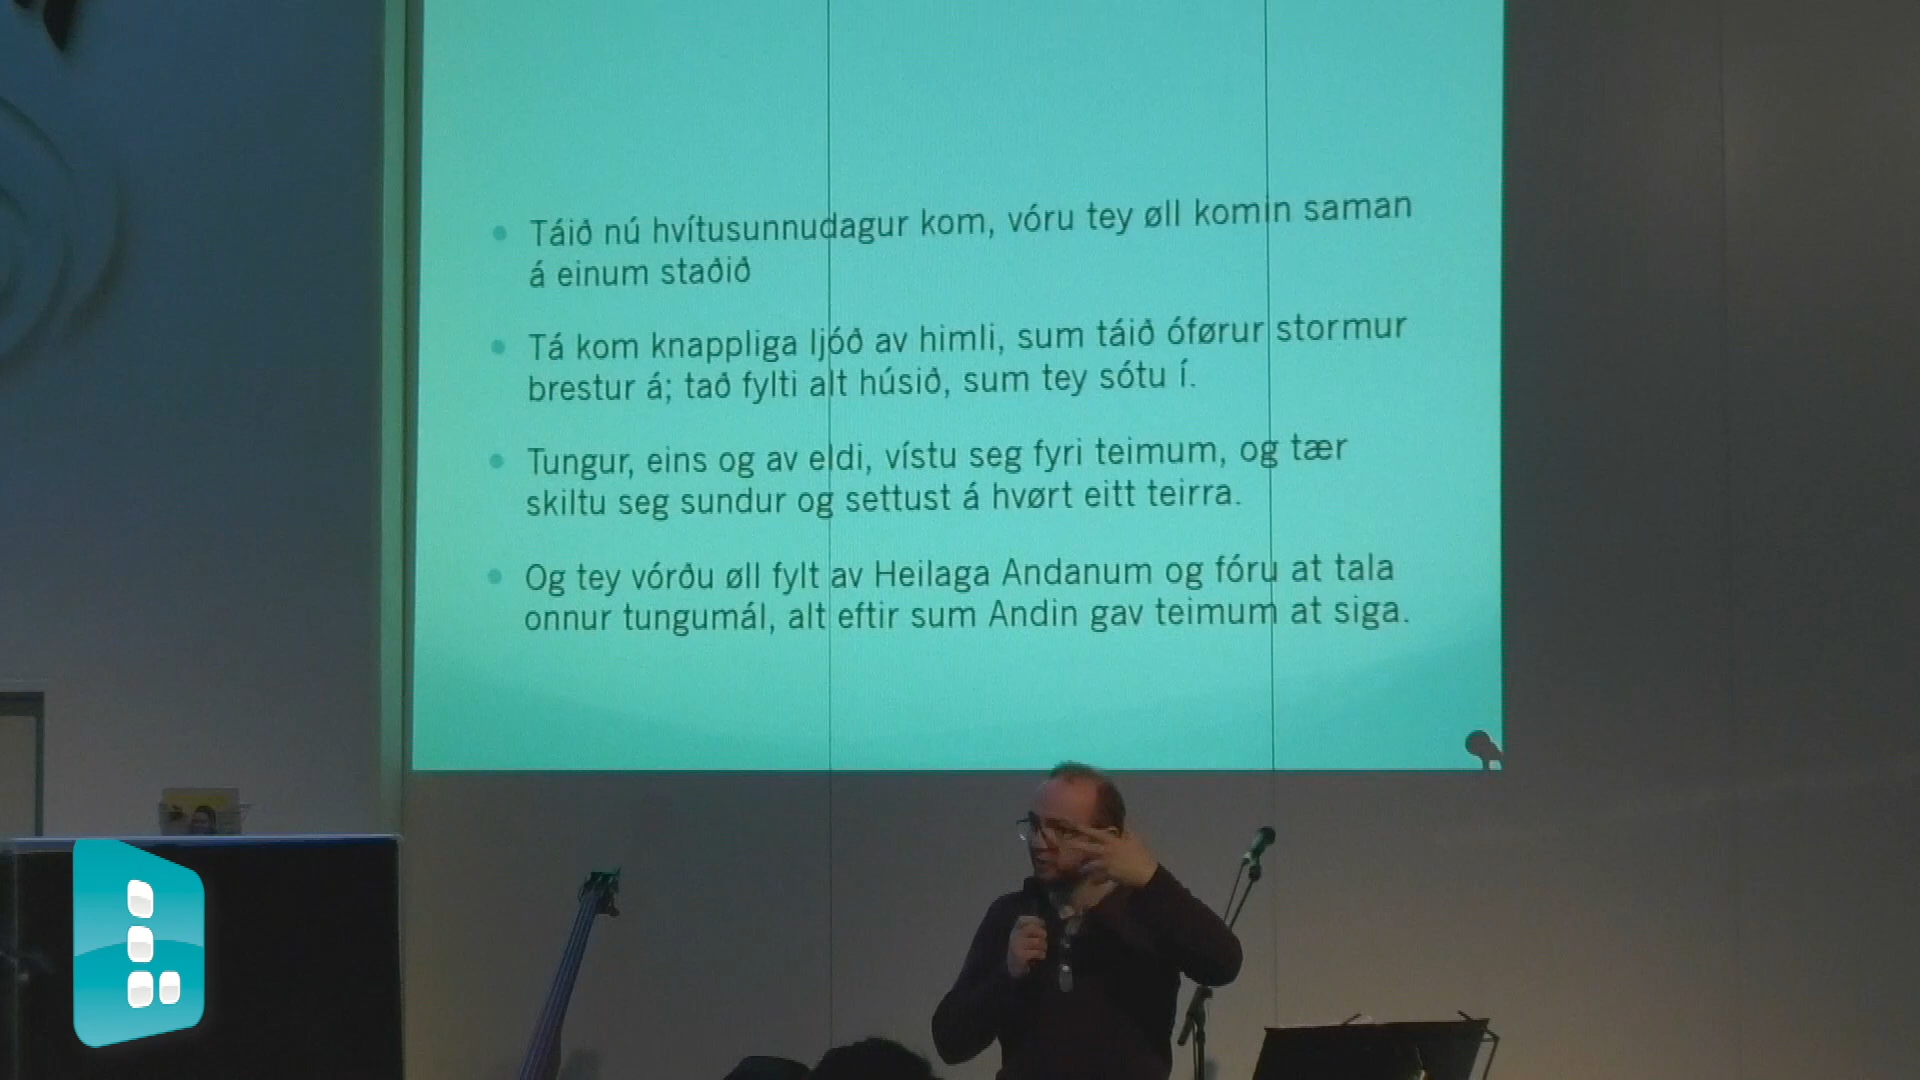 Táið nú hvítusunnudagur kom, vóru tey øll komin saman
á einum staðið
Tá kom knappliga ljóð av himli, sum táið óførur stormur
brestur á; tað fylti alt húsið, sum tey sótu í.
Tungur, eins og av eldi, vístu seg fyri teimum, og tær
skiltu seg sundur og settust á hvørt eitt teirra.
Og tey vórðu øll fylt av Heilaga Andanum og fóru at tala
onnur tungumál, alt eftir sum Andin gav teimum at siga.